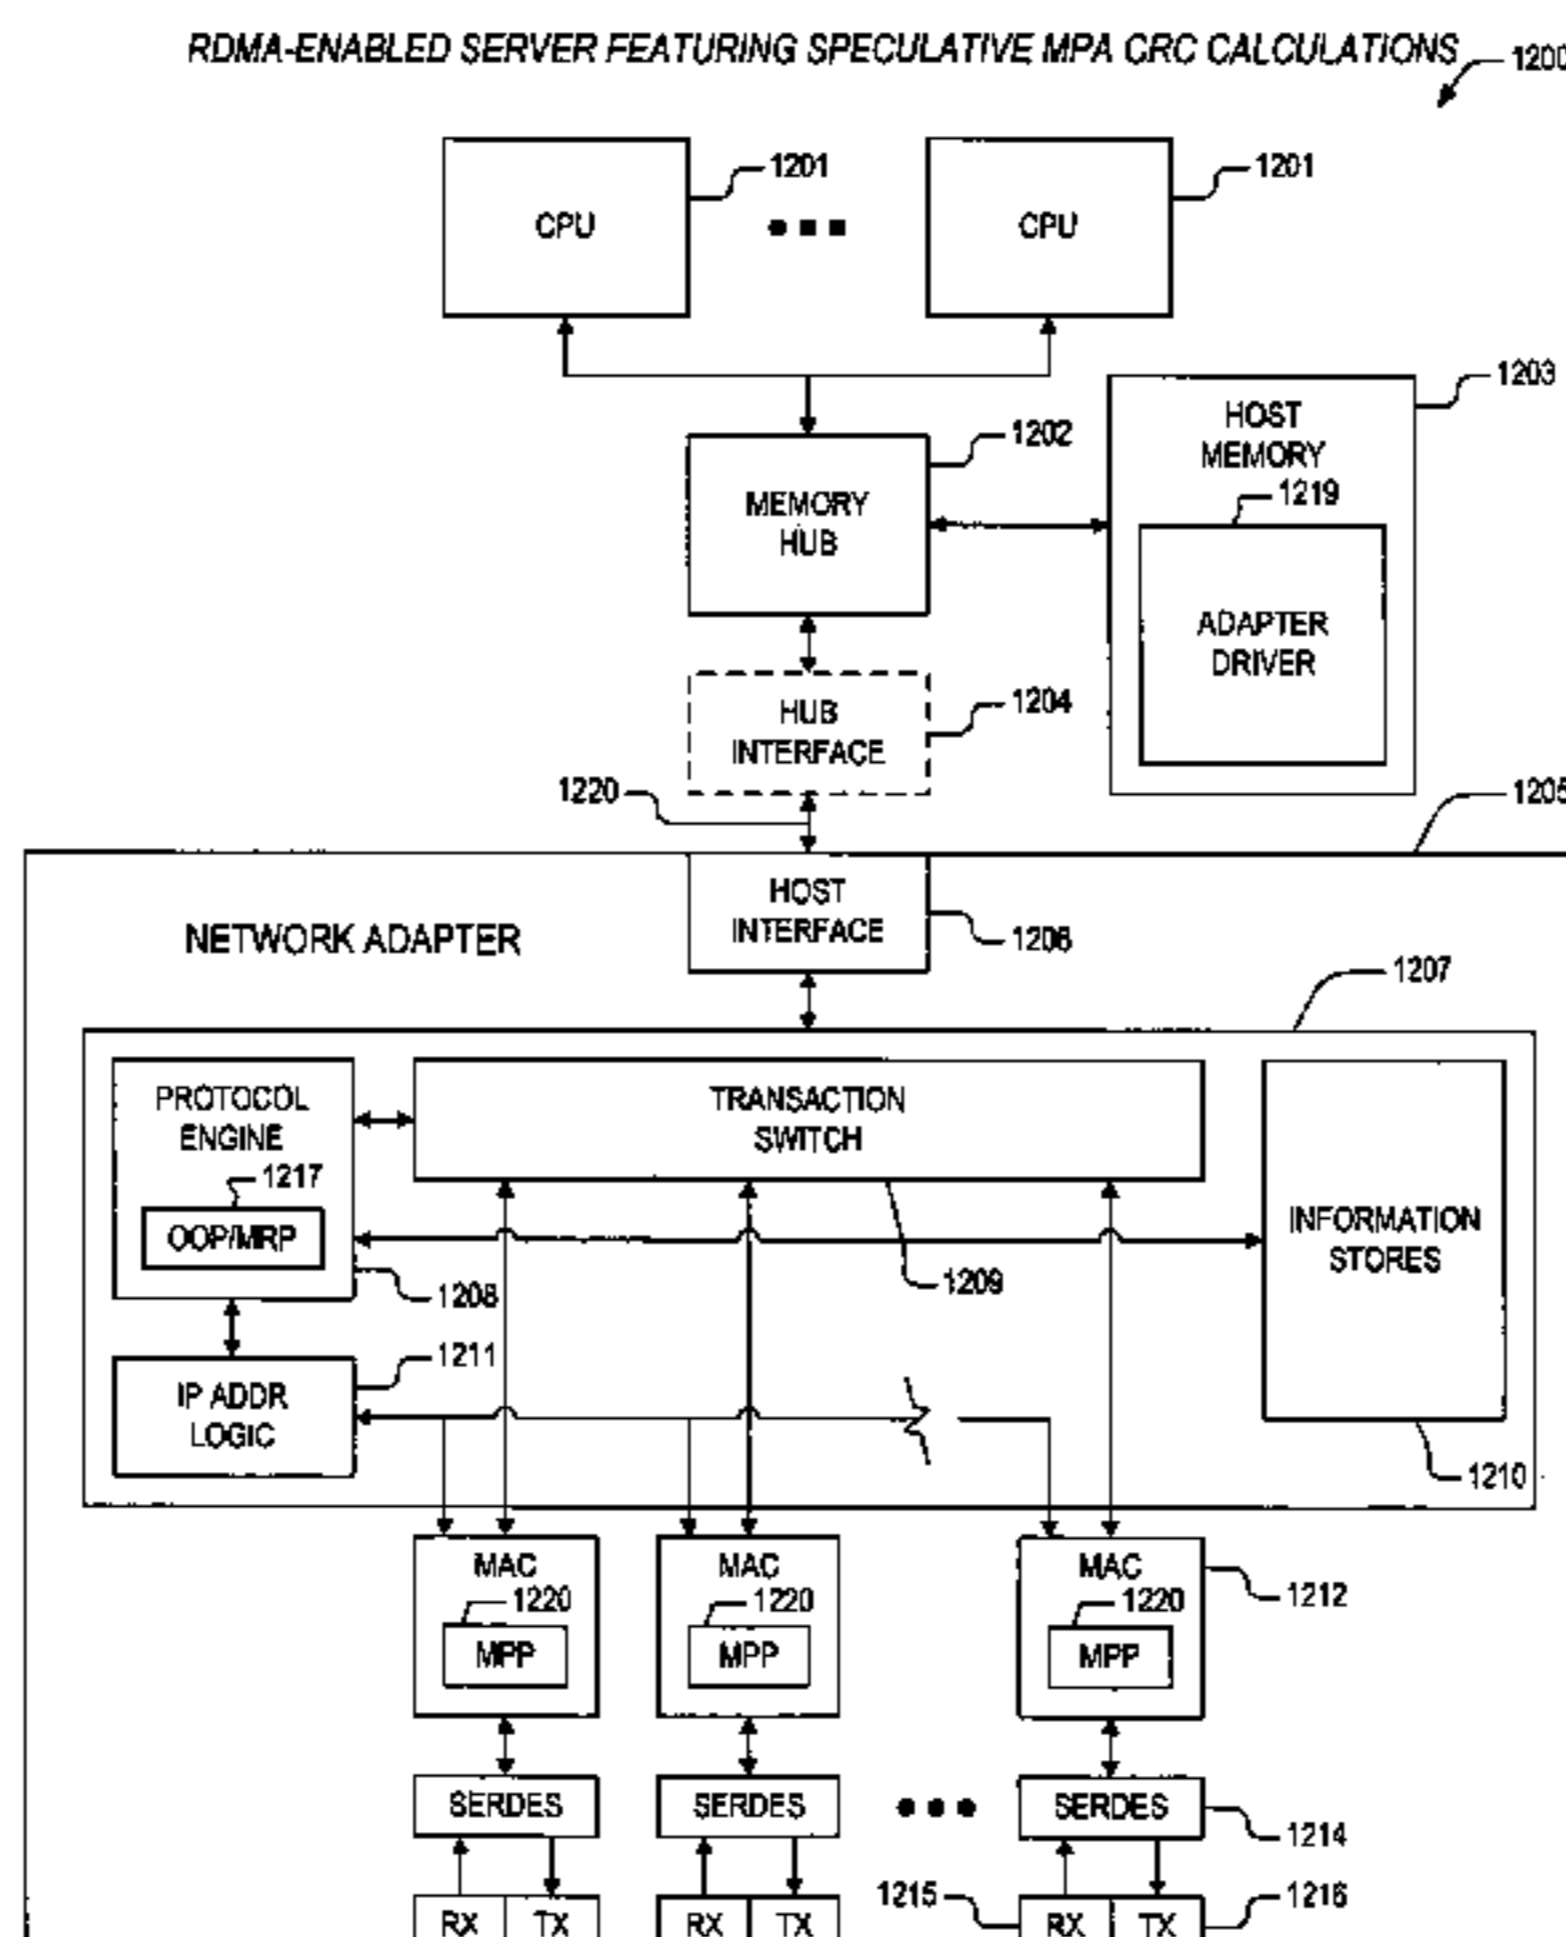 RDMA-ENABLED SERVER FEATURING SPECULATIVE MPA CRC CALCULATIONS
1200
1201
1201
CPU
CPU
1203
HOST
MEMORY
1202
MEMORY
HUB
1219
ADAPTER
DRIVER
HUB
INTERFACE
1204
1220
1205
HOST
INTERFACE
1206
NETWORK ADAPTER
1207
PROTOCOL
ENGINE
TRANSACTION
SWITCH
1217
OOP/MRP
INFORMATION
STORES
1209
1208
1211
IP ADDR
LOGIC
1210
MAC
MAC
MAC
1212
1220
1220
1220
MPP
MPP
MPP
SERDES
SERDES
SERDES
1214
1215
1216
RX
TX
RX
TX
RX
TX